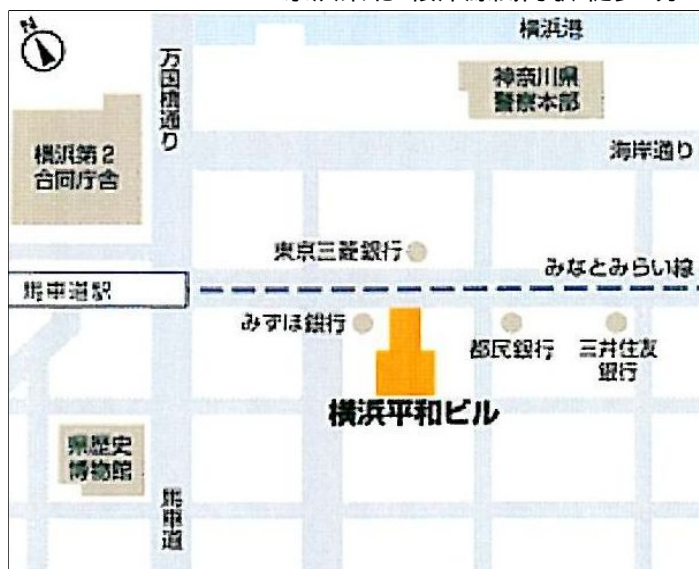 N
横浜港
万国橋通り
神奈川県
警察本部
横浜第2
合同庁舎
海岸通り
東京三菱銀行
みなとみらい線
馬車道駅
みずほ銀行
都民銀行
三井住友
銀行
横浜平和ビル
県歴史
博物館
馬車道